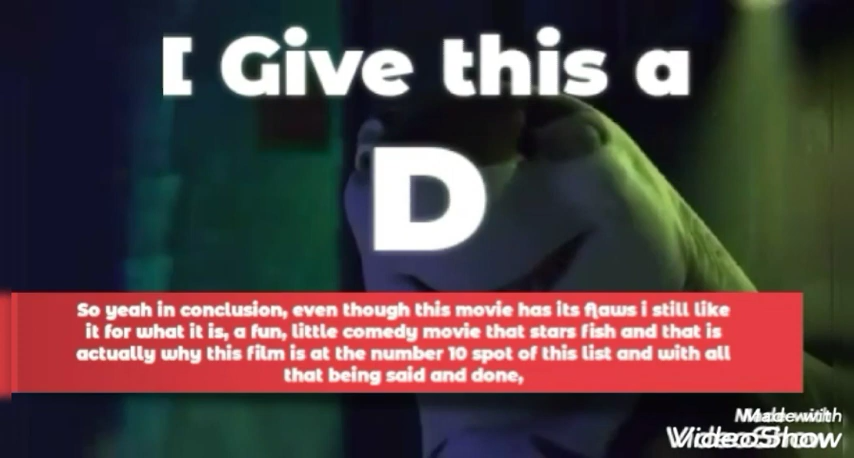 I Give this a
D
So yeah in conclusion, even though this movie has its flaws i still like
it for what it is, a fun, little comedy movie that stars fish and that is
actually why this film is at the number 10 spot of this list and with all
that being said and done,
Made with
VideoShow